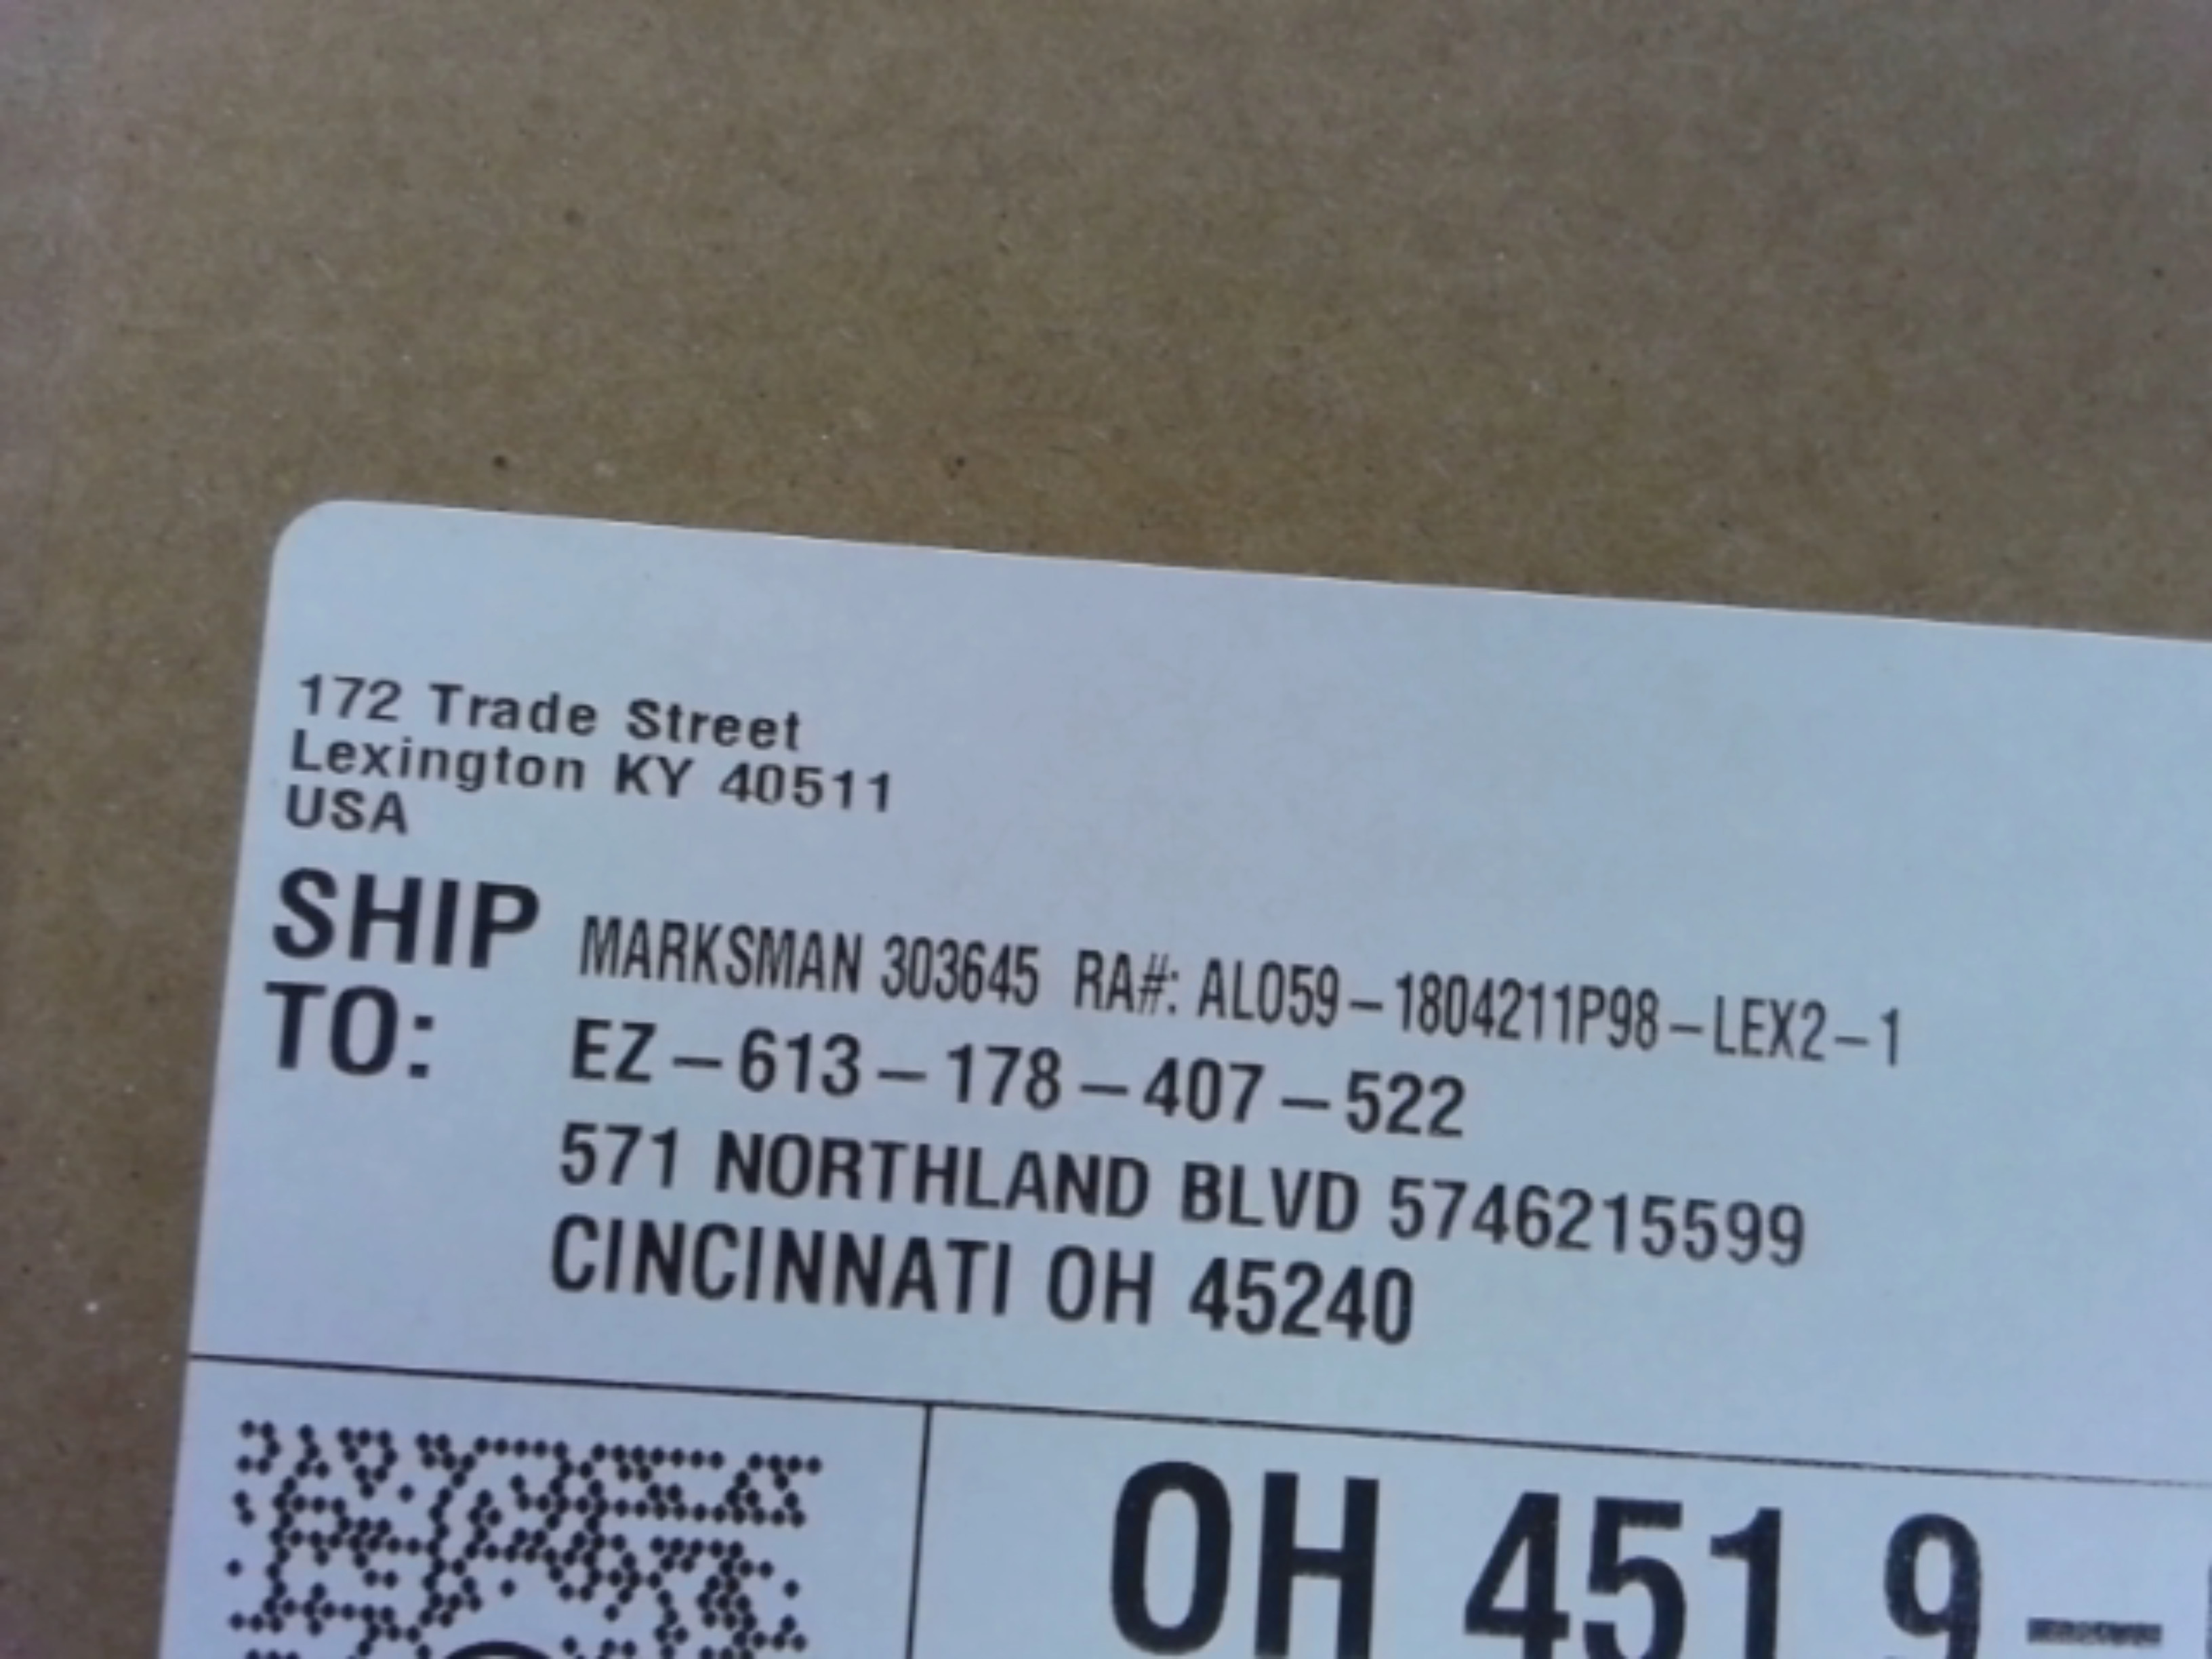 172 Trade Street
Lexington KY 40511
USA
SHIP TO:
MARKSMAN 303645 RA#: ALO59-1804211P98-LEX2-1
EZ-613-178-407-522
571 NORTHLAND BLVD 5746215599
CINCINNATI OH 45240
OH 451 9-